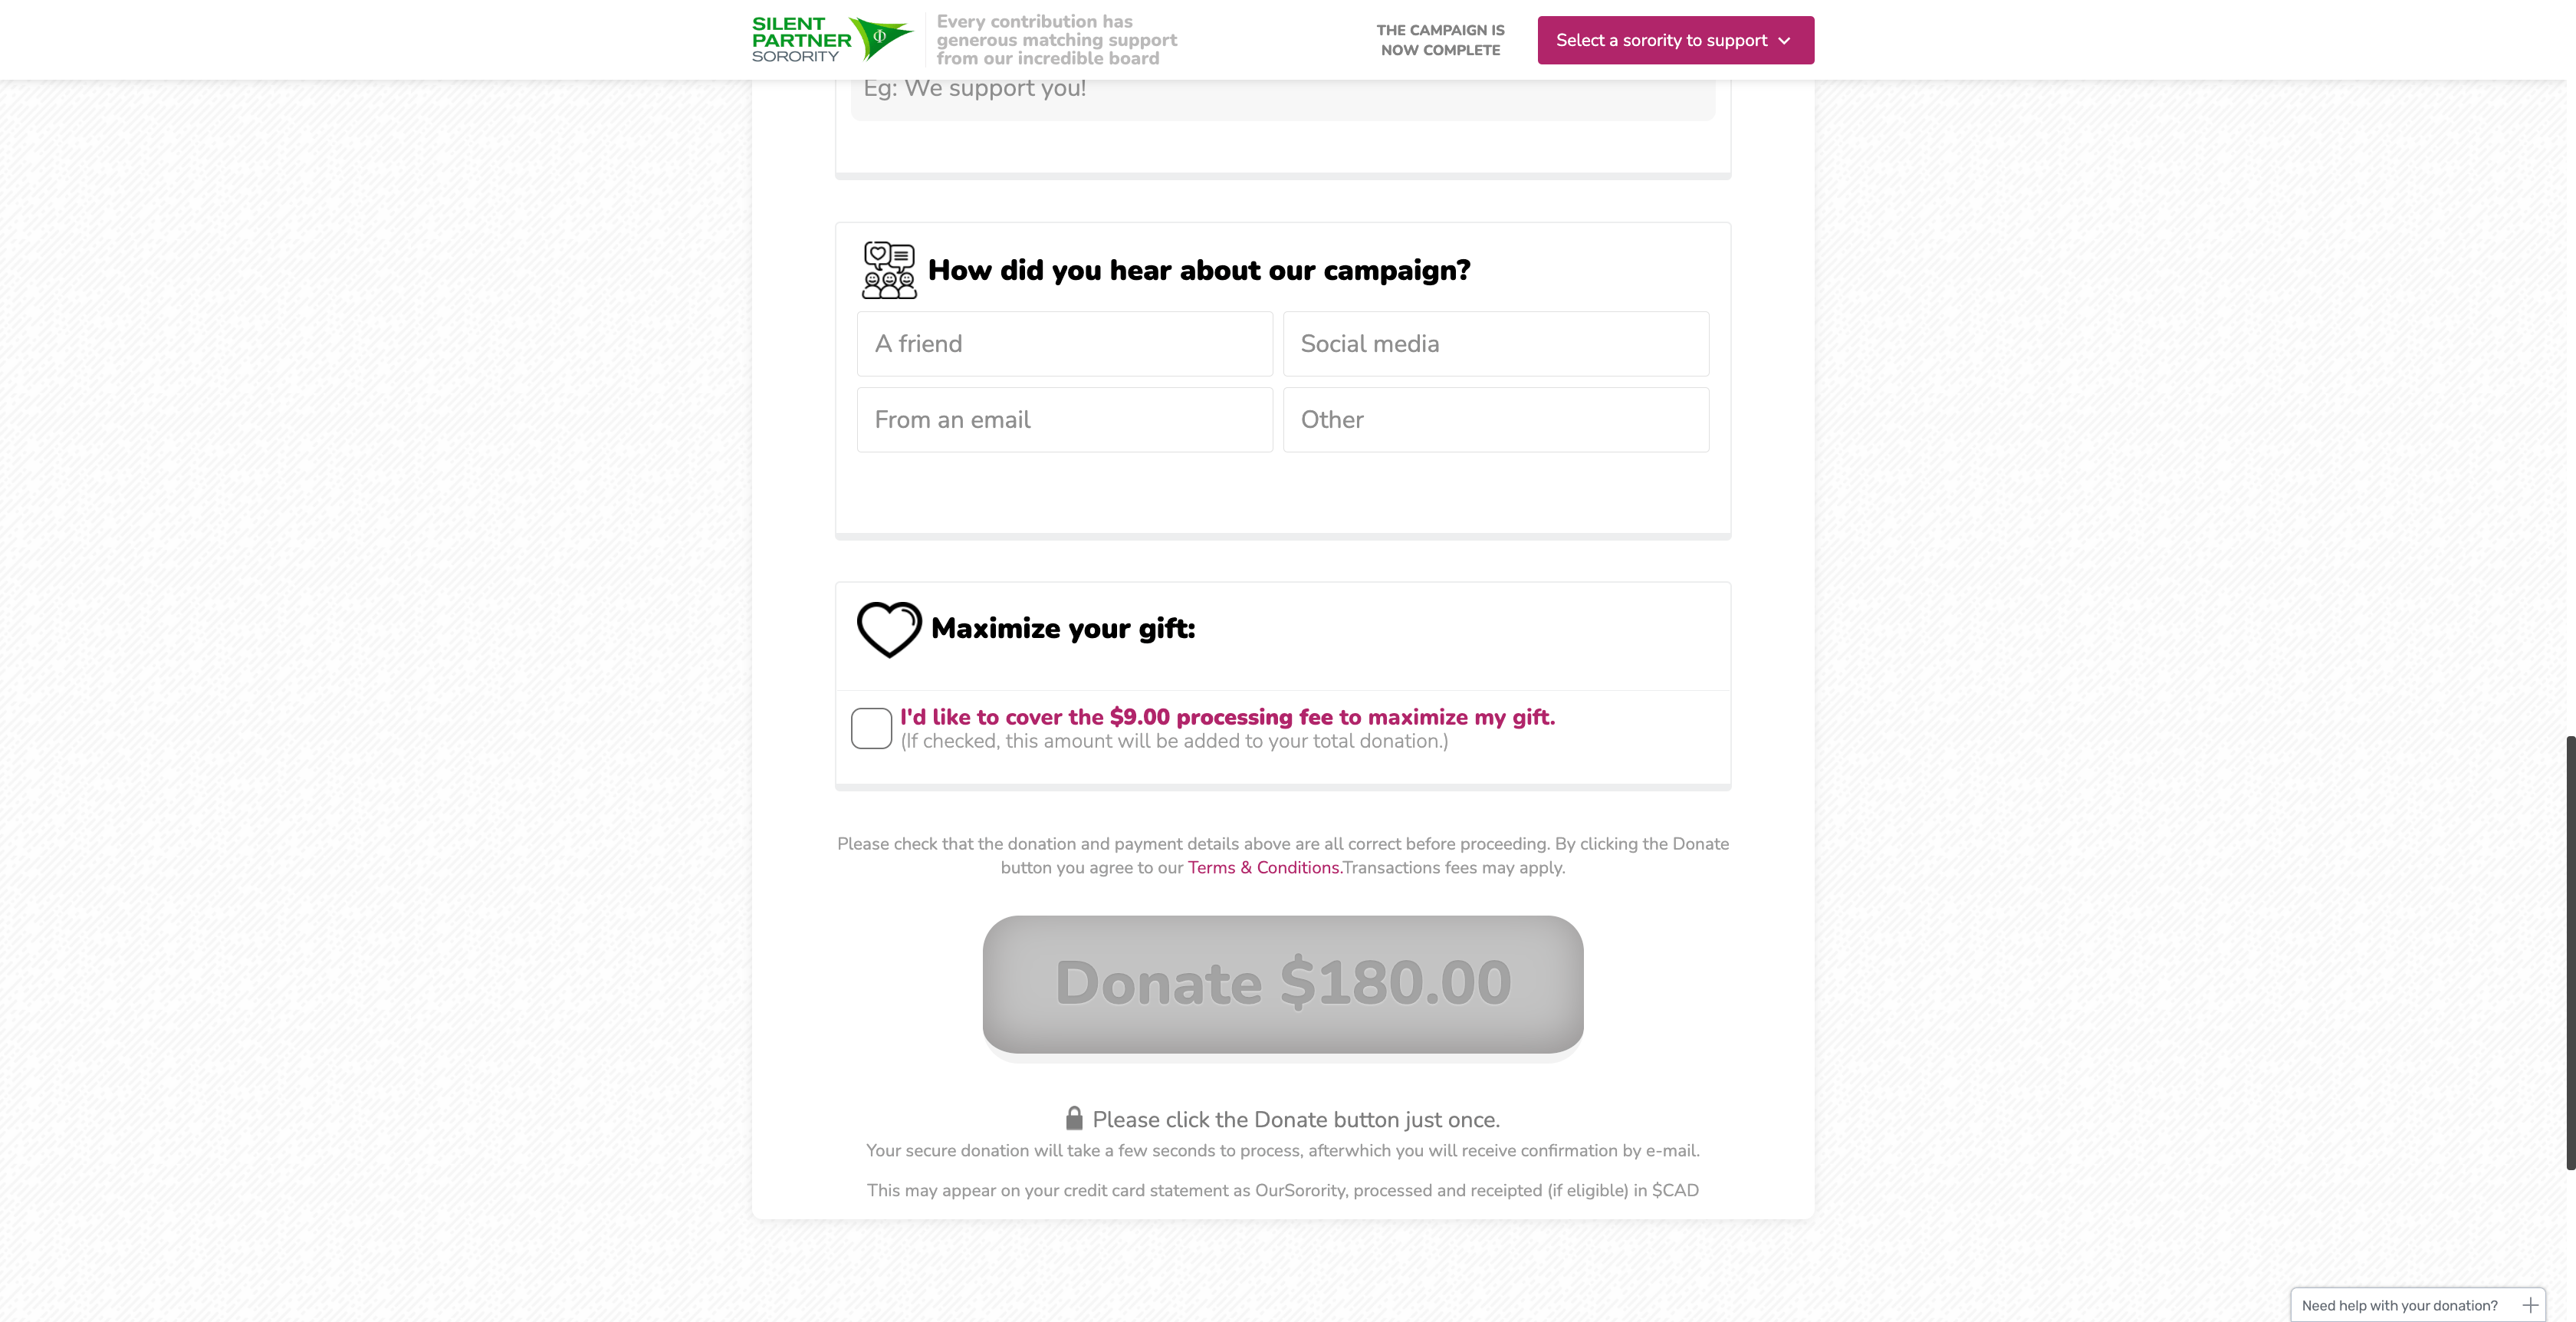 SILENT
PARTNER
SORORITY
Every contribution has
generous matching support
from our incredible board
THE CAMPAIGN IS
NOW COMPLETE
Select a sorority to support
Eg: We support you!
How did you hear about our campaign?
A friend
Social media
From an email
Other
Maximize your gift:
I'd like to cover the $9.00 processing fee to maximize my gift.
(If checked, this amount will be added to your total donation.)
Please check that the donation and payment details above are all correct before proceeding. By clicking the Donate
button you agree to our Terms & Conditions.Transactions fees may apply.
Donate $180.00
Please click the Donate button just once.
Your secure donation will take a few seconds to process, afterwhich you will receive confirmation by e-mail.
This may appear on your credit card statement as OurSorority, processed and receipted (if eligible) in $CAD
Need help with your donation?